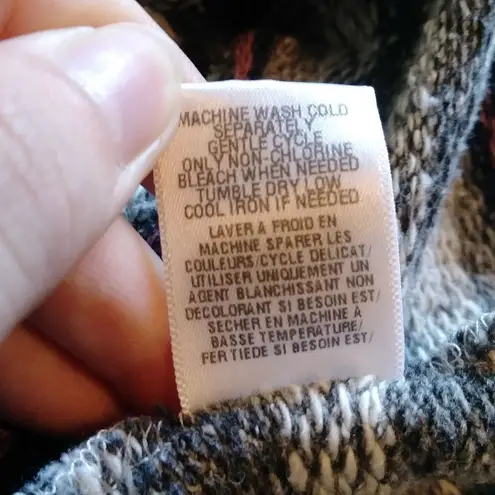 MACHINE WASH COLD
SEPARATELY
GENTLE CYCLE
ONLY NON-CHLORINE
BLEACH WHEN NEEDED
TUMBLE DRY LOW
COOL IRON IF NEEDED
LAVER A FROID EN
MACHINE SPARER LES
COULEURS/CYCLE DELICAT/
UTILISER UNIQUEMENT UN
AGENT BLANCHISSANT NON
DECOLORANT SI BESOIN EST/
SECHER EN MACHINE A
BASSE TEMPERATURE/
FER TIEDE SI BESOIN EST/